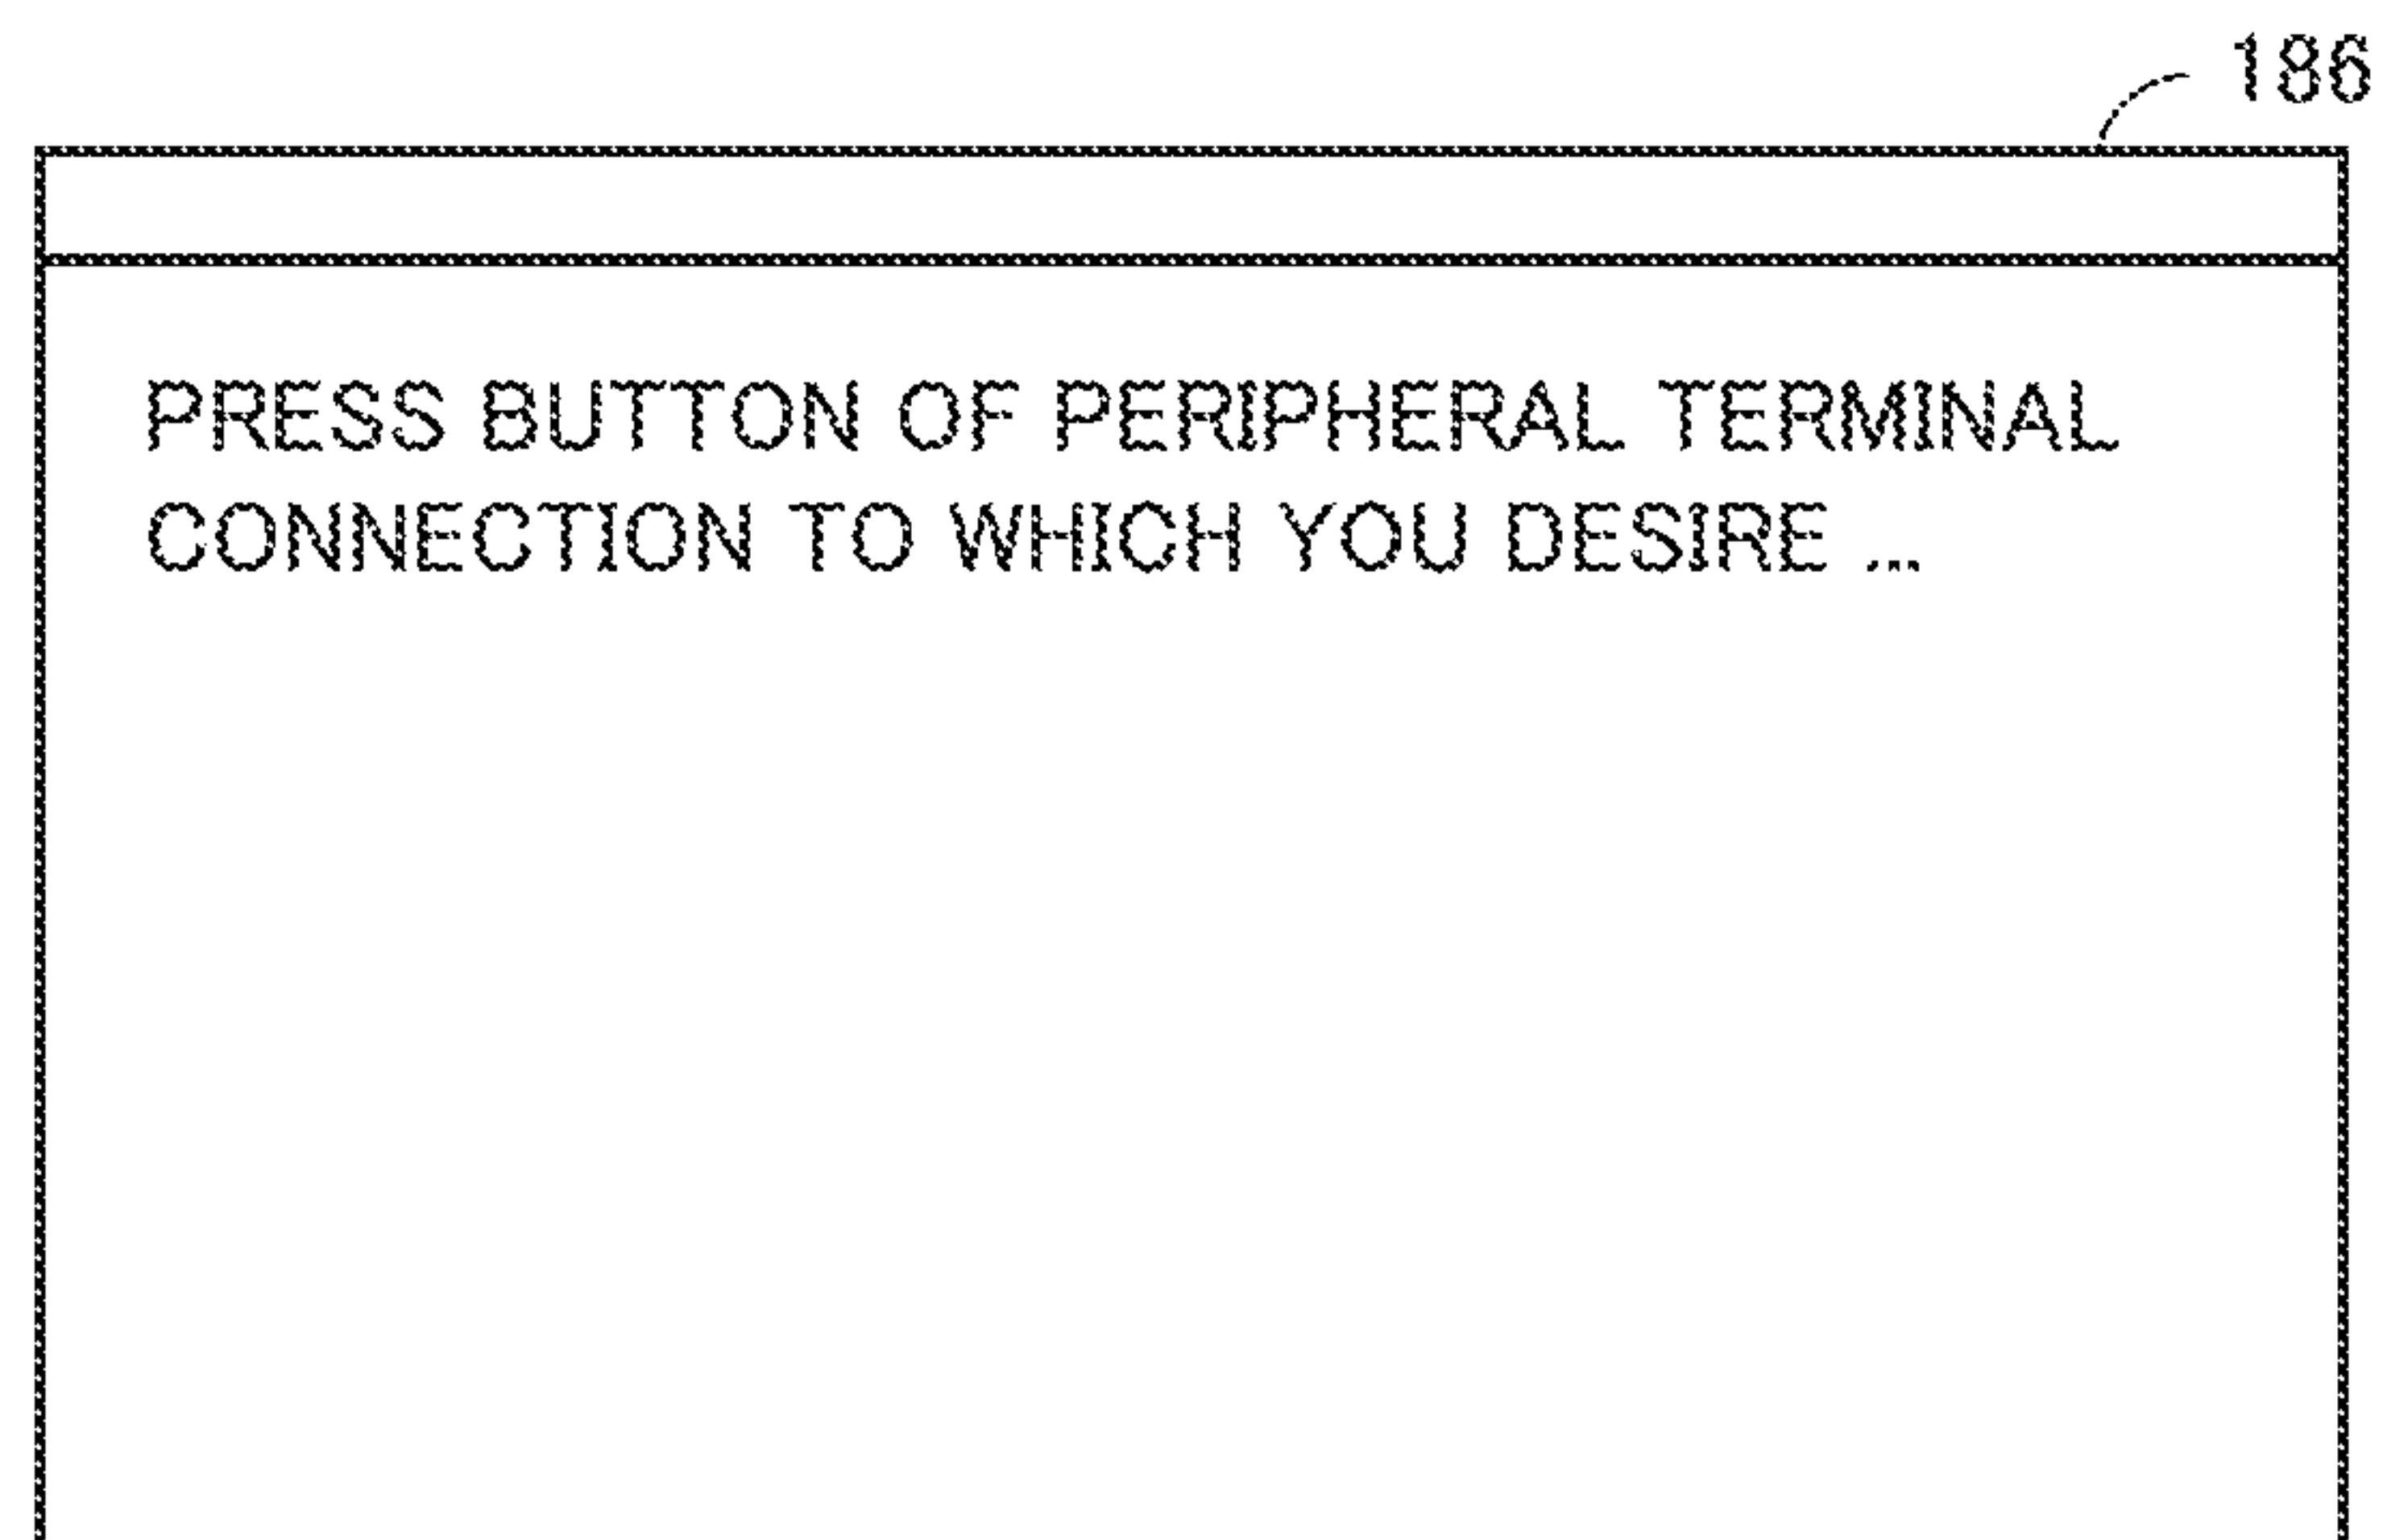 186
PRESS BUTTON OF PERIPHERAL TERMINAL
CONNECTION TO WHICH YOU DESIRE ...